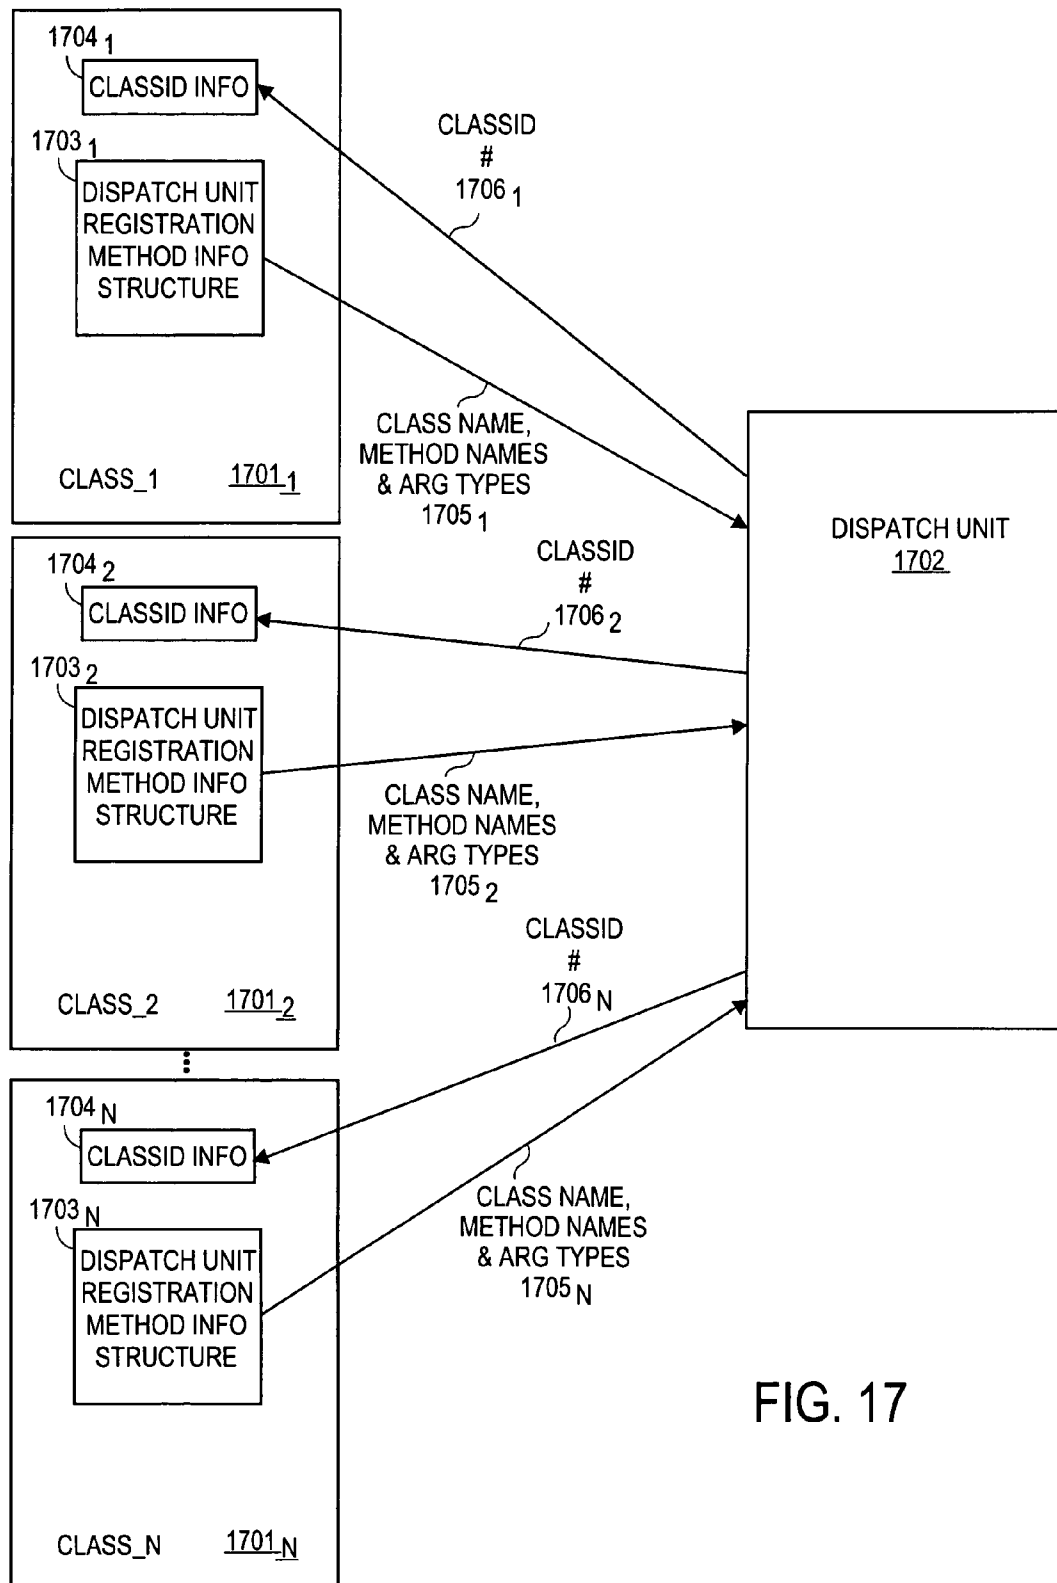 1704 1
CLASSID INFO
1703 1
DISPATCH UNIT
REGISTRATION
METHOD INFO
STRUCTURE
CLASS_1 1701 1
CLASSID
#
1706 1
CLASS NAME,
METHOD NAMES
& ARG TYPES
1705 1
1704 2
CLASSID INFO
1703 2
DISPATCH UNIT
REGISTRATION
METHOD INFO
STRUCTURE
CLASS_2 1701 2
CLASSID
#
1706 2
CLASS NAME,
METHOD NAMES
& ARG TYPES
1705 2
1704 N
CLASSID INFO
1703 N
DISPATCH UNIT
REGISTRATION
METHOD INFO
STRUCTURE
CLASS_N 1701 N
CLASSID
#
1706 N
CLASS NAME,
METHOD NAMES
& ARG TYPES
1705 N
DISPATCH UNIT
1702
FIG. 17